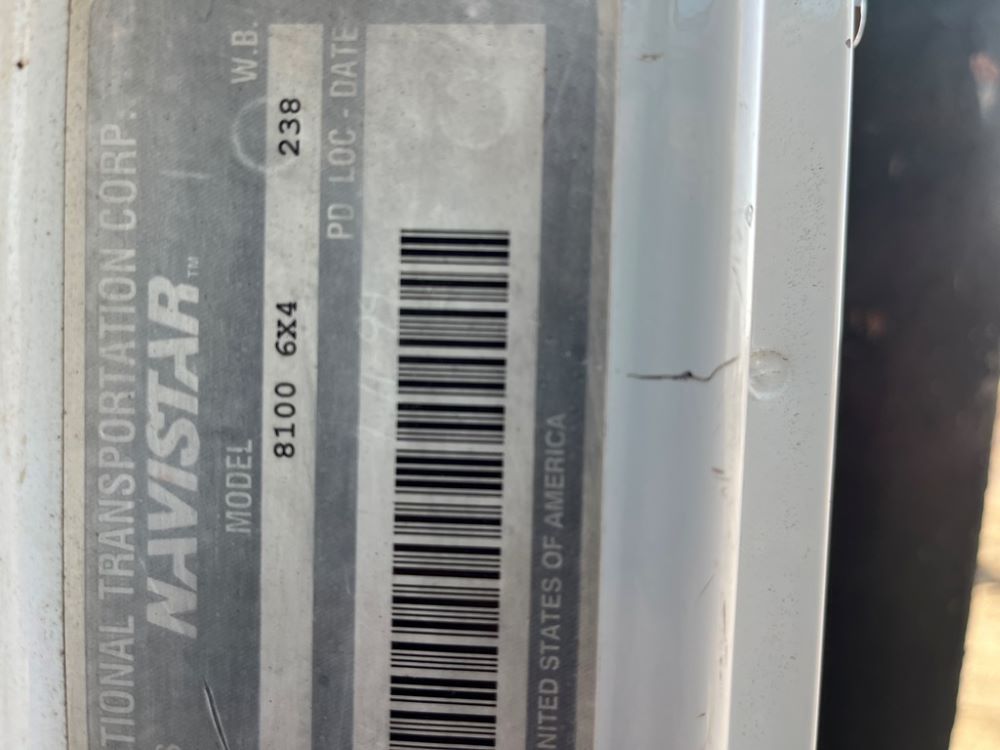 TIONAL TRANSPORTATION CORP.
NAVISTAR™
MODEL W.B.
8100 6X4 238
PD LOC - DATE
NITED STATES OF AMERICA